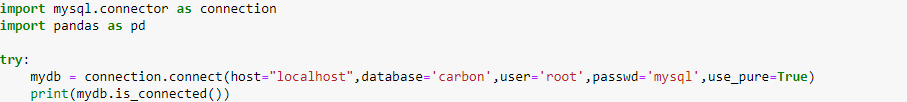 import mysql.connector as connection
import pandas as pd
try:
    mydb = connection.connect(host="localhost",database='carbon',user='root',passwd='mysql',use_pure=True)
    print(mydb.is_connected())